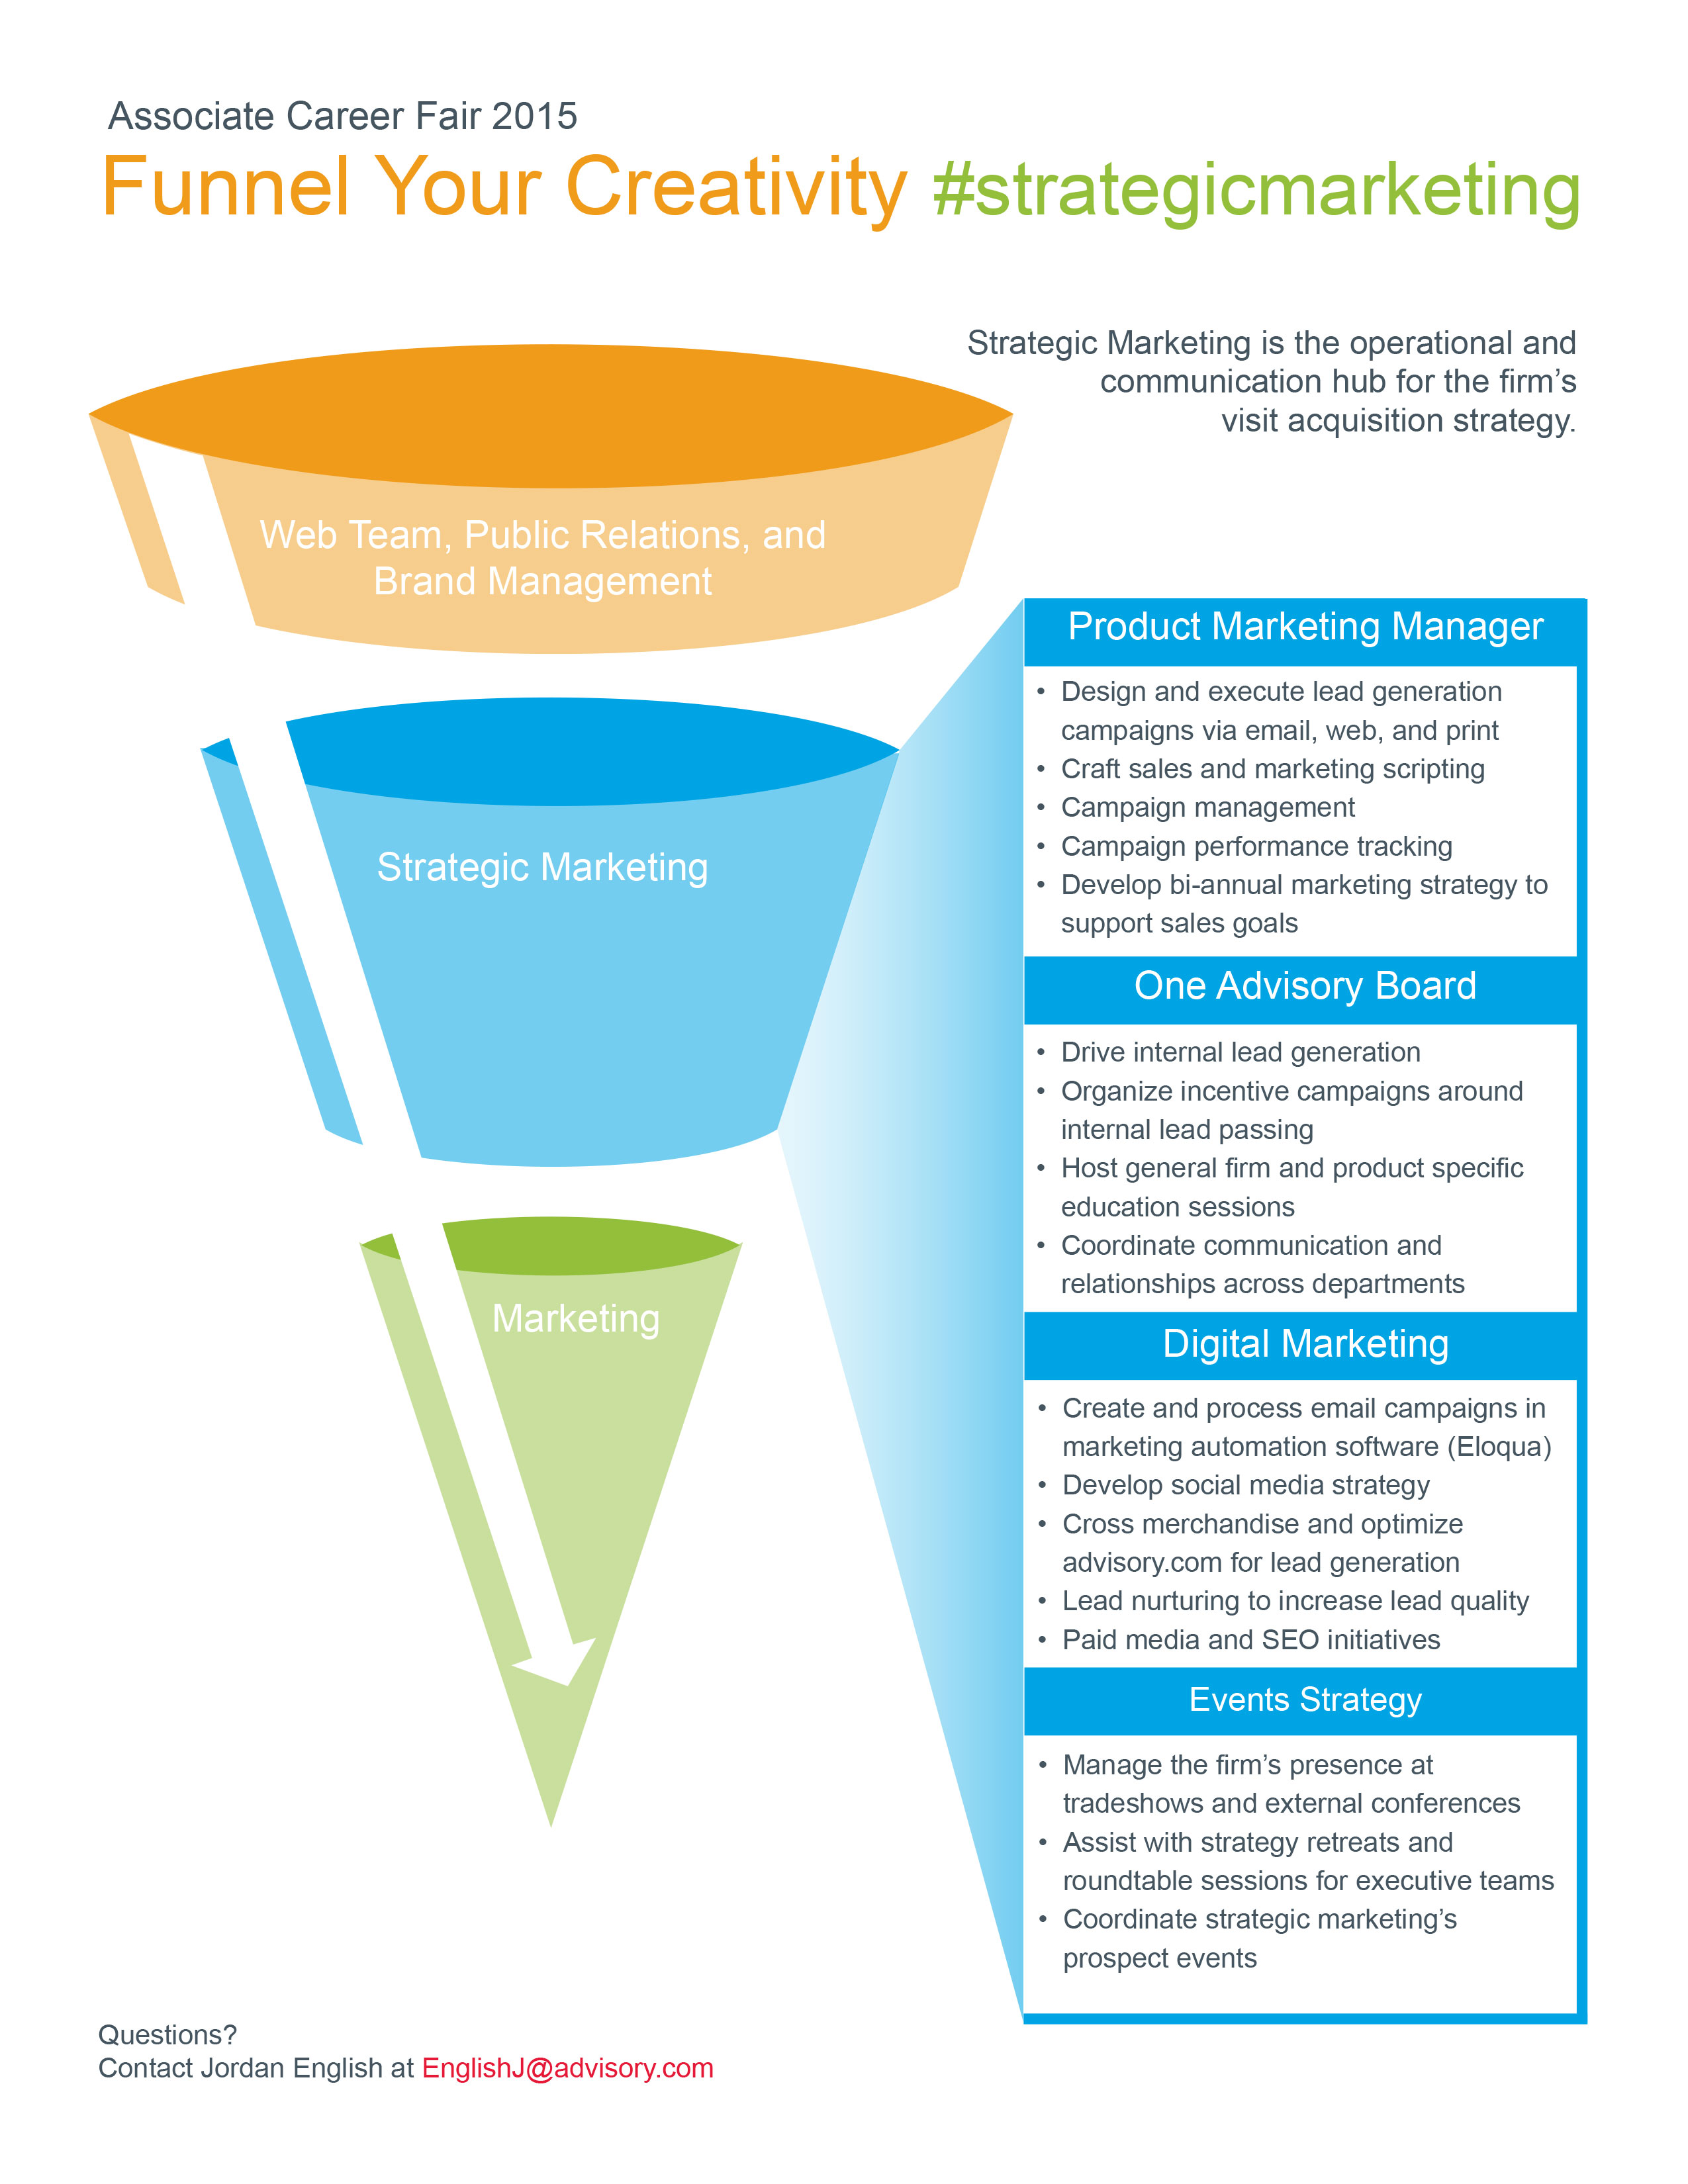 Associate Career Fair 2015
Funnel Your Creativity #strategicmarketing
Strategic Marketing is the operational and
communication hub for the firm’s
visit acquisition strategy.
Web Team, Public Relations, and
Brand Management
Strategic Marketing
Marketing
Product Marketing Manager
• Design and execute lead generation
campaigns via email, web, and print
• Craft sales and marketing scripting
• Campaign management
• Campaign performance tracking
• Develop bi-annual marketing strategy to
support sales goals
One Advisory Board
• Drive internal lead generation
• Organize incentive campaigns around
internal lead passing
• Host general firm and product specific
education sessions
• Coordinate communication and
relationships across departments
Digital Marketing
• Create and process email campaigns in
marketing automation software (Eloqua)
• Develop social media strategy
• Cross merchandise and optimize
advisory.com for lead generation
• Lead nurturing to increase lead quality
• Paid media and SEO initiatives
Events Strategy
• Manage the firm’s presence at
tradeshows and external conferences
• Assist with strategy retreats and
roundtable sessions for executive teams
• Coordinate strategic marketing’s
prospect events
Questions?
Contact Jordan English at EnglishJ@advisory.com